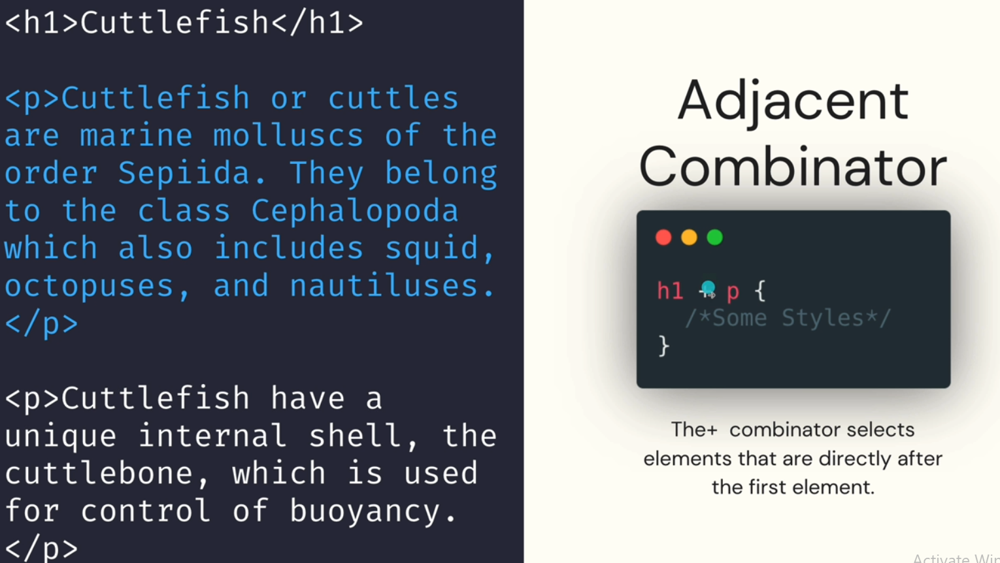 <h1>Cuttlefish</h1>
<p>Cuttlefish or cuttles
are marine molluscs of the
order Sepiida. They belong
to the class Cephalopoda
which also includes squid,
octopuses, and nautiluses.
</p>
<p>Cuttlefish have a
unique internal shell, the
cuttlebone, which is used
for control of buoyancy.
</p>
Adjacent
Combinator
h1 + p {
/*Some Styles*/
}
The+ combinator selects
elements that are directly after
the first element.
Activate